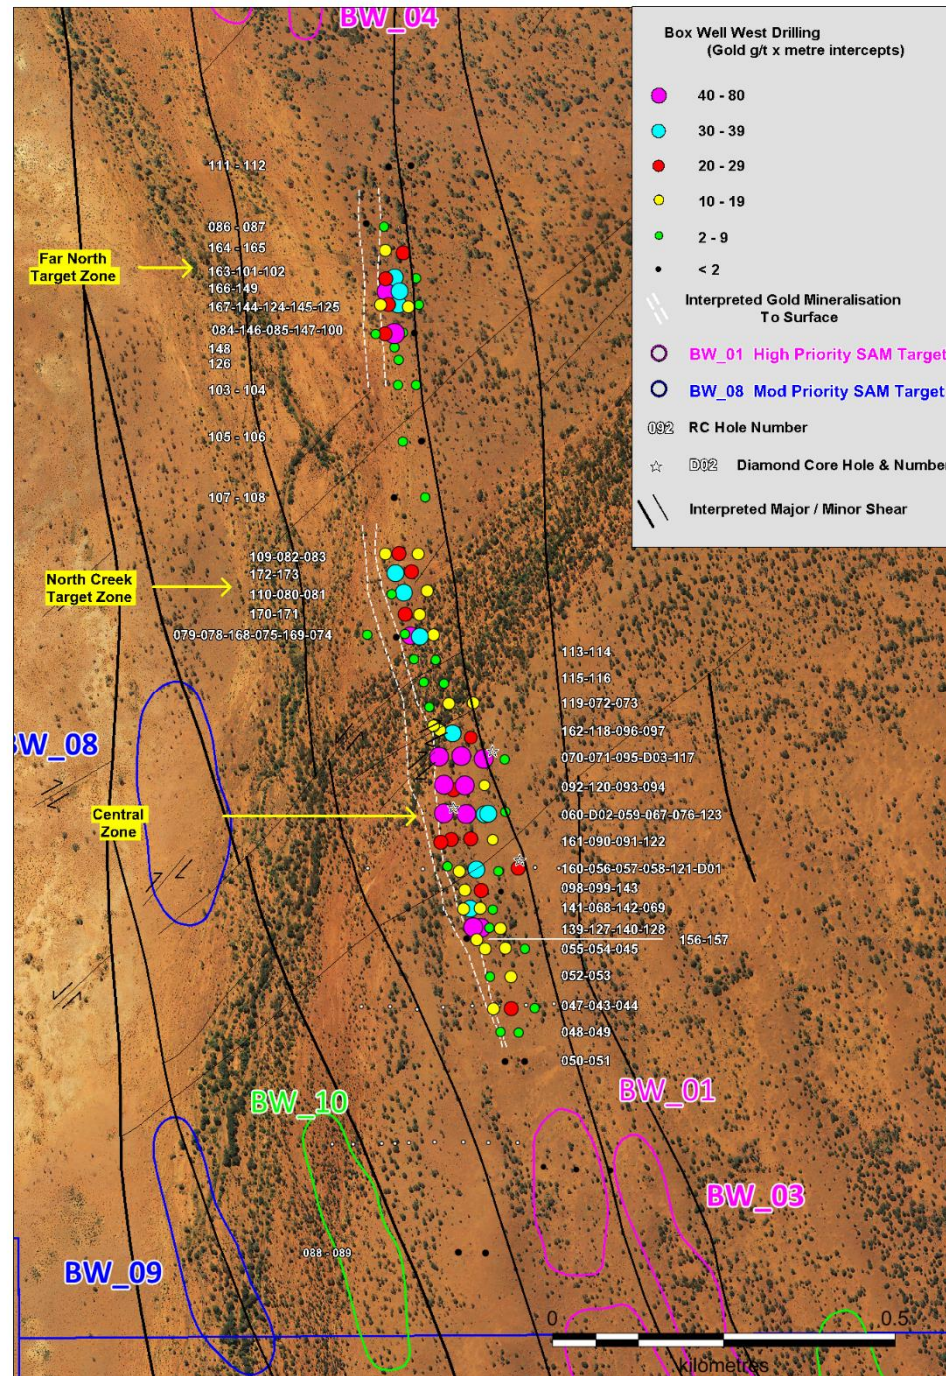 BW_04
Box Well West Drilling
(Gold g/t x metre intercepts)
40 - 80
30 - 39
20 - 29
10 - 19
2 - 9
< 2
Interpreted Gold Mineralisation
To Surface
BW_01 High Priority SAM Target
BW_08 Mod Priority SAM Target
092 RC Hole Number
D02 Diamond Core Hole & Number
Interpreted Major / Minor Shear
111 - 112
086 - 087
164 - 165
Far North
Target Zone
163-101-102
166-149
167-144-124-145-125
084-146-085-147-100
148
126
103 - 104
105 - 106
107 - 108
109-082-083
172-173
North Creek
Target Zone
110-080-081
170-171
079-078-168-075-169-074
113-114
115-116
119-072-073
162-118-096-097
BW_08
070-071-095-D03-117
092-120-093-094
Central
Zone
060-D02-059-067-076-123
161-090-091-122
160-056-057-058-121-D01
098-099-143
141-068-142-069
139-127-140-128
156-157
055-054-045
052-053
047-043-044
048-049
050-051
BW_10
BW_01
BW_03
088 - 089
BW_09
0
0.5
kilometres